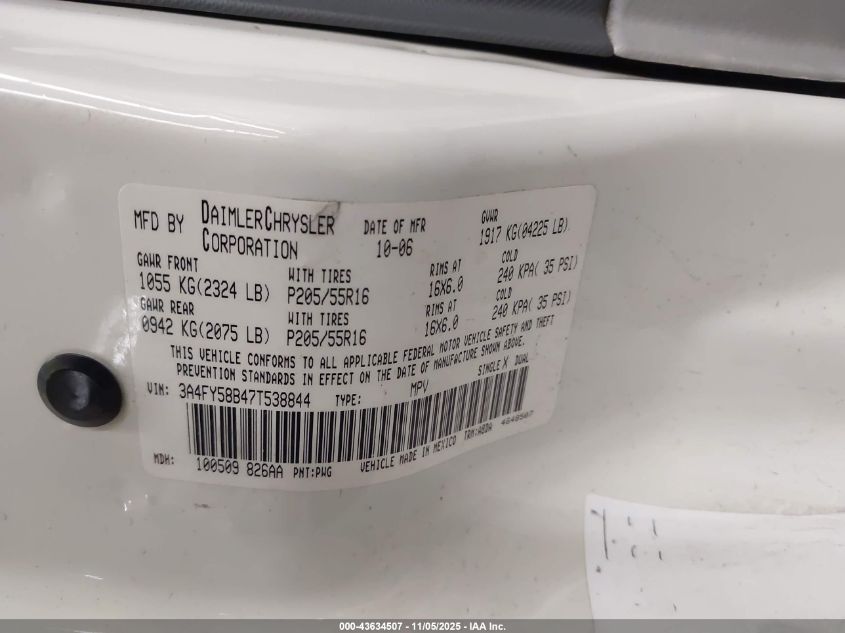 MFD BY DAIMLERCHRYSLER CORPORATION DATE OF MFR 10-06 GVWR 1917 KG(04225 LB)
GAWR FRONT WITH TIRES RIMS AT COLD
1055 KG(2324 LB) P205/55R16 16X6.0 240 KPA( 35 PSI)
GAWR REAR WITH TIRES RIMS AT COLD
0942 KG(2075 LB) P205/55R16 16X6.0 240 KPA( 35 PSI)
THIS VEHICLE CONFORMS TO ALL APPLICABLE FEDERAL MOTOR VEHICLE SAFETY AND THEFT
PREVENTION STANDARDS IN EFFECT ON THE DATE OF MANUFACTURE SHOWN ABOVE.
VIN: 3A4FY58B47T538844 TYPE: MPV SINGLE X DUAL
MDH: 100509 826AA PNT:PWG VEHICLE MADE IN MEXICO TRM:ABDA 4648507
000-43634507 - 11/05/2025 - IAA Inc.